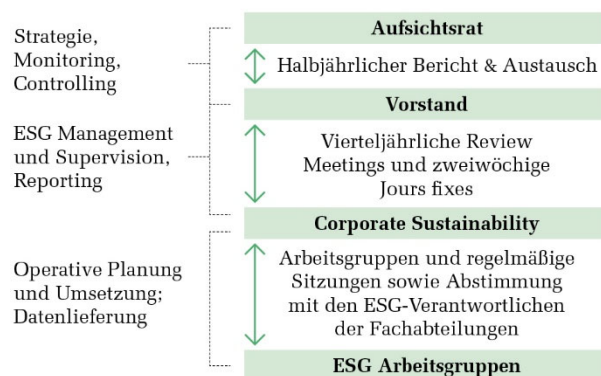 Strategie,
Monitoring,
Controlling
ESG Management
und Supervision,
Reporting
Operative Planung
und Umsetzung;
Datenlieferung
Aufsichtsrat
Halbjährlicher Bericht & Austausch
Vorstand
Vierteljährliche Review
Meetings und zweiwöchige
Jours fixes
Corporate Sustainability
Arbeitsgruppen und regelmäßige
Sitzungen sowie Abstimmung
mit den ESG-Verantwortlichen
der Fachabteilungen
ESG Arbeitsgruppen